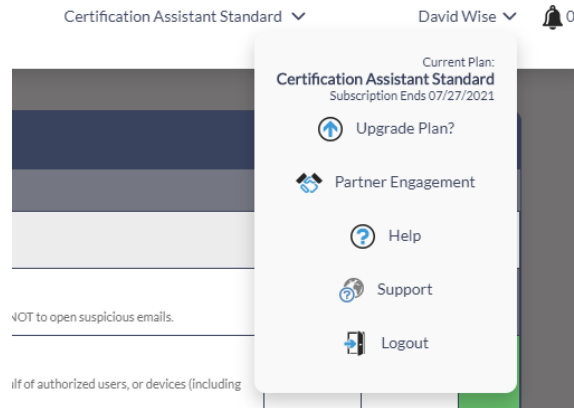 Certification Assistant Standard
David Wise
0
Current Plan:
Certification Assistant Standard
Subscription Ends 07/27/2021
Upgrade Plan?
Partner Engagement
? Help
? Support
Logout
NOT to open suspicious emails.
alf of authorized users, or devices (including